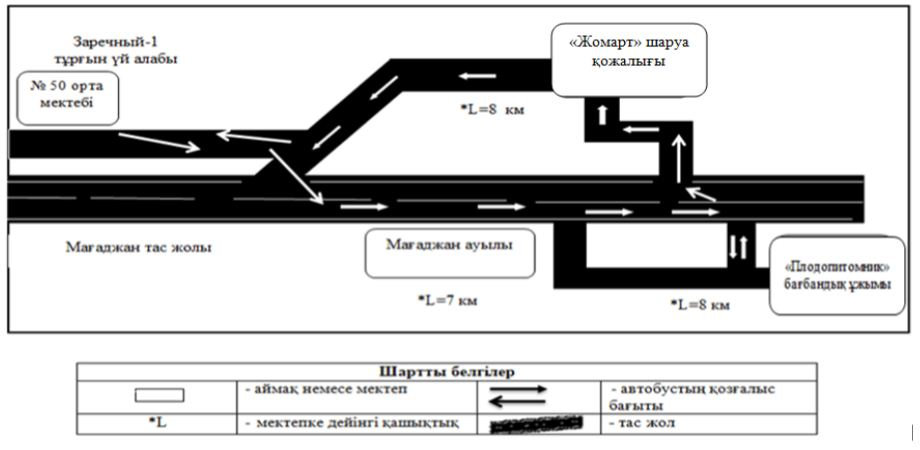 Заречный-1
тұрғын үй алабы
№ 50 орта
мектебі
«Жомарт» шаруа
қожалығы
*L=8 км
Мағаджан тас жолы
Мағаджан ауылы
«Плодопитомник»
бағбандық ұжымы
*L=7 км
*L=8 км
Шартты белгілер
- аймақ немесе мектеп
- автобустың қозғалыс
бағыты
*L
- мектепке дейінгі қашықтық
- тас жол